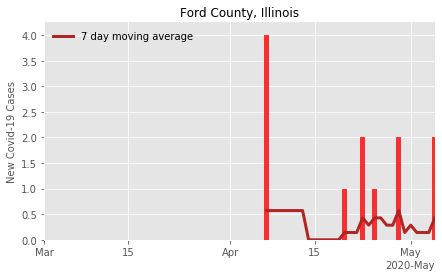 Ford County, Illinois
7 day moving average
New Covid-19 Cases
4.0
3.5
3.0
2.5
2.0
1.5
1.0
0.5
0.0
Mar 15 Apr 15 May
2020-May